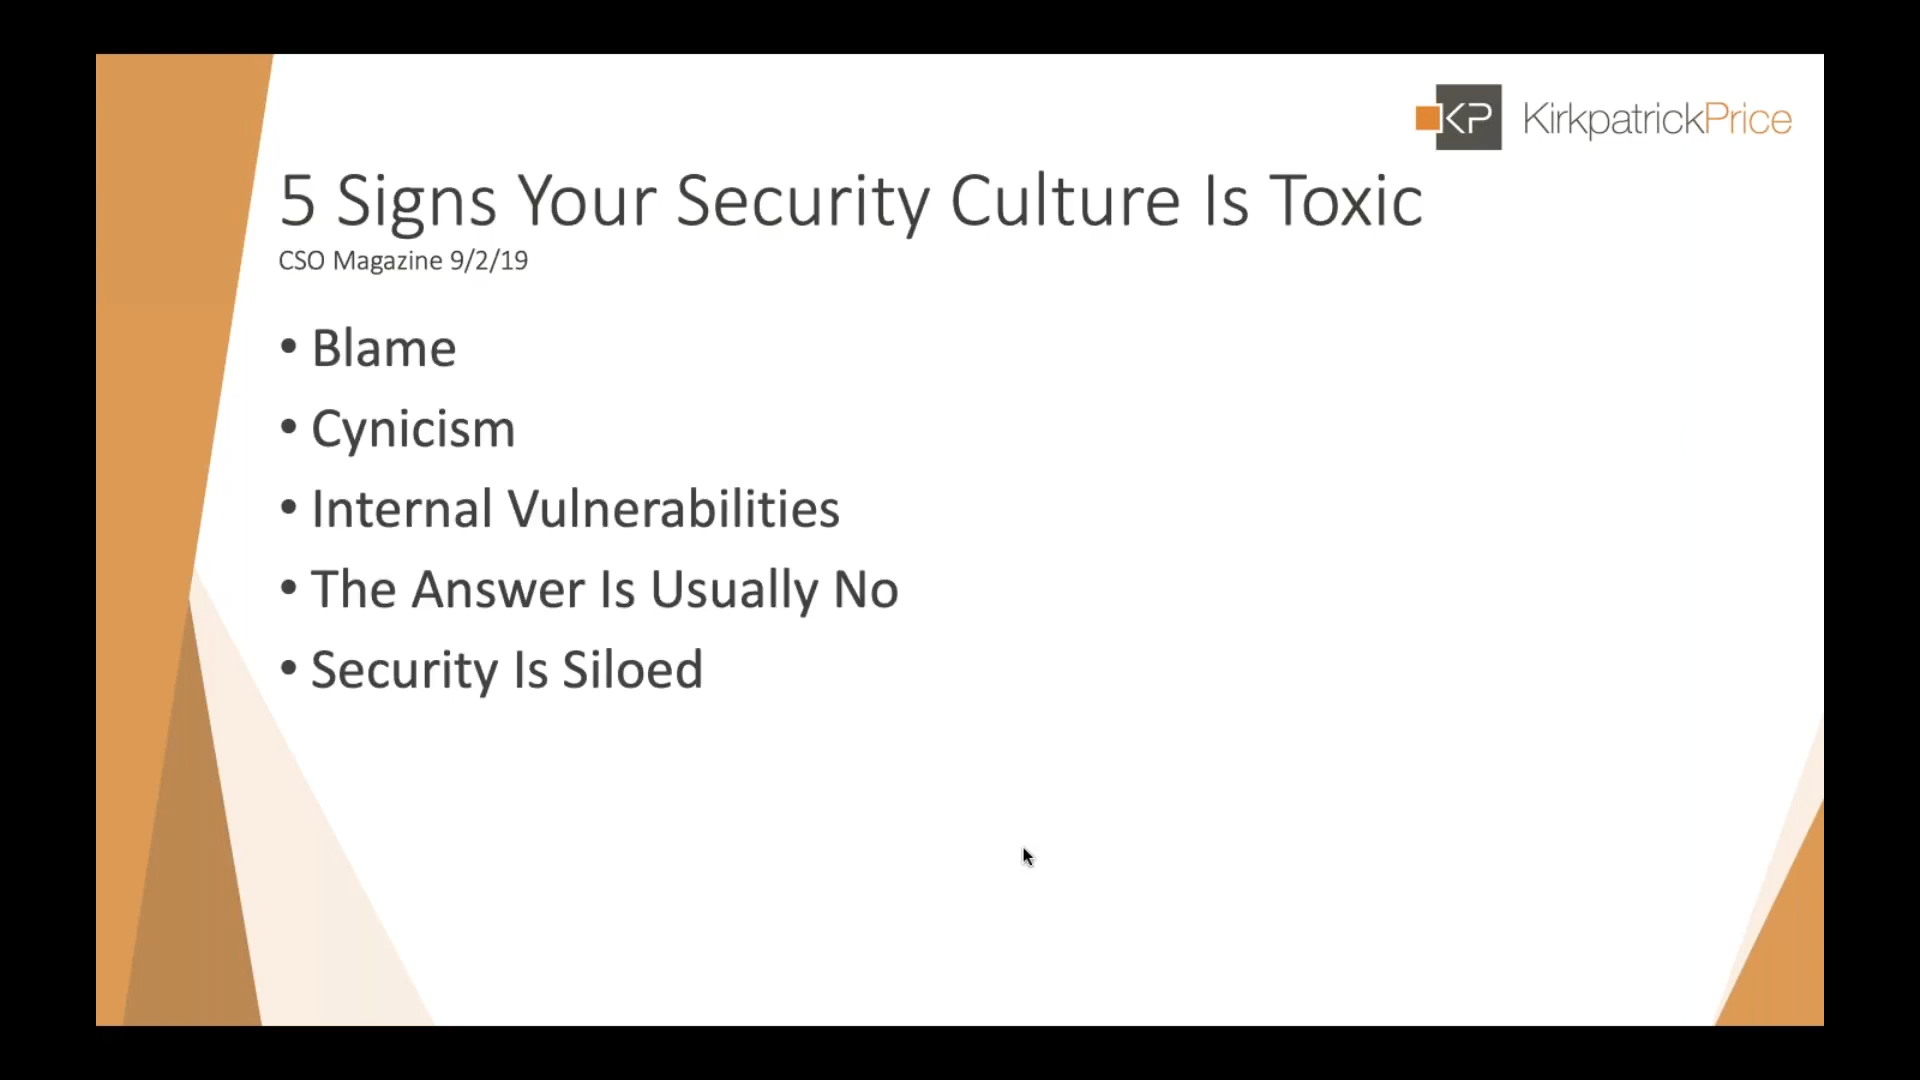 KP KirkpatrickPrice
5 Signs Your Security Culture Is Toxic
CSO Magazine 9/2/19
• Blame
• Cynicism
• Internal Vulnerabilities
• The Answer Is Usually No
• Security Is Siloed